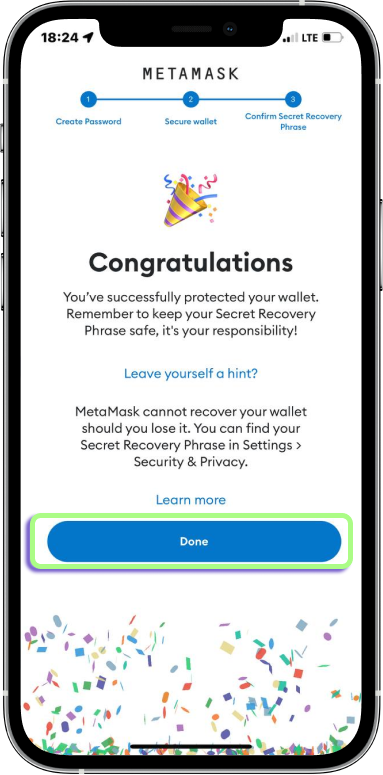 18:24 LTE
METAMASK
1 2 3
Create Password Secure wallet Confirm Secret Recovery
Phrase
Congratulations
You’ve successfully protected your wallet.
Remember to keep your Secret Recovery
Phrase safe, it's your responsibility!
Leave yourself a hint?
MetaMask cannot recover your wallet
should you lose it. You can find your
Secret Recovery Phrase in Settings >
Security & Privacy.
Learn more
Done